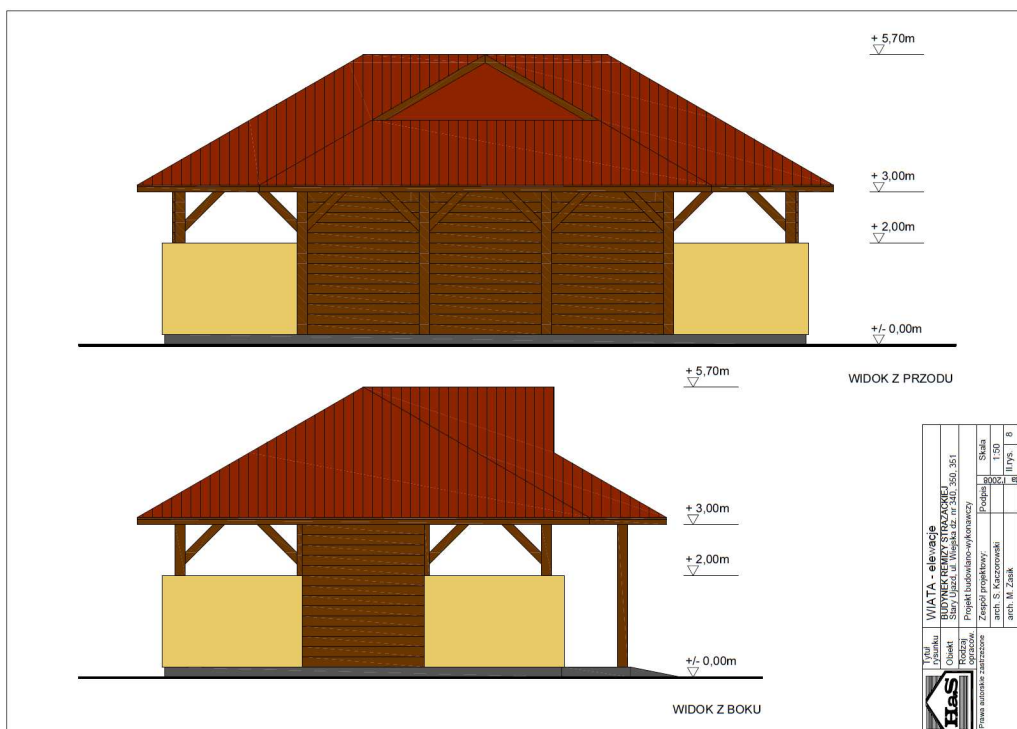 + 5,70m
+ 3,00m
+ 2,00m
+/- 0,00m
WIDOK Z PRZODU
+ 5,70m
+ 3,00m
+ 2,00m
+/- 0,00m
WIDOK Z BOKU
Tytuł rysunku
WIATA - elewacje
Obiekt
BUDYNEK REMIZY STRAŻACKIEJ
Stary Ujazd, ul. Wiejska dz. nr 340, 350, 351
Rodzaj opracow.
Projekt budowlano-wykonawczy
Zespół projektowy:
Podpis
Skala
arch. S. Kaczorowski
1:50
arch. M. Zasik
II.rys.
8
I'2008
HaS
Prawa autorskie zastrzeżone